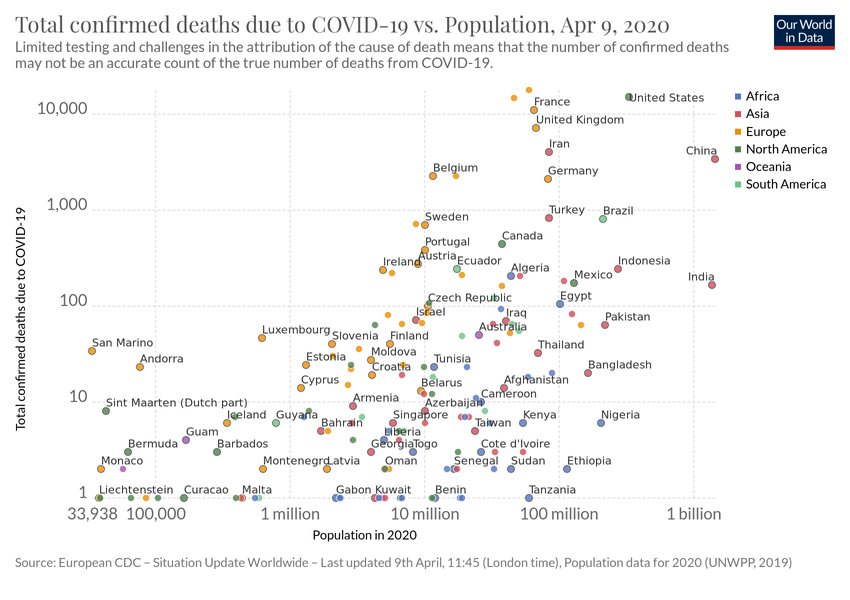 Total confirmed deaths due to COVID-19 vs. Population, Apr 9, 2020
Our World
in Data
Limited testing and challenges in the attribution of the cause of death means that the number of confirmed deaths
may not be an accurate count of the true number of deaths from COVID-19.
Total confirmed deaths due to COVID-19
10,000
1,000
100
10
1
United States
France
United Kingdom
Iran
China
Belgium
Germany
Turkey
Brazil
Sweden
Canada
Portugal
Austria
Ireland
Ecuador
Algeria
Indonesia
Mexico
India
Czech Republic
Egypt
Israel
Iraq
Pakistan
Australia
Luxembourg
Slovenia
Finland
San Marino
Thailand
Andorra
Estonia
Moldova
Tunisia
Croatia
Bangladesh
Cyprus
Belarus
Afghanistan
Cameroon
Sint Maarten (Dutch part)
Armenia
Azerbaijan
Iceland
Guyana
Bahrain
Singapore
Taiwan
Kenya
Nigeria
Guam
Liberia
Bermuda
Barbados
Georgia
Togo
Cote d'Ivoire
Monaco
Montenegro
Latvia
Oman
Senegal
Sudan
Ethiopia
Liechtenstein
Curacao
Malta
Gabon
Kuwait
Benin
Tanzania
33,938
100,000
1 million
10 million
100 million
1 billion
Population in 2020
Africa
Asia
Europe
North America
Oceania
South America
Source: European CDC – Situation Update Worldwide – Last updated 9th April, 11:45 (London time), Population data for 2020 (UNWPP, 2019)